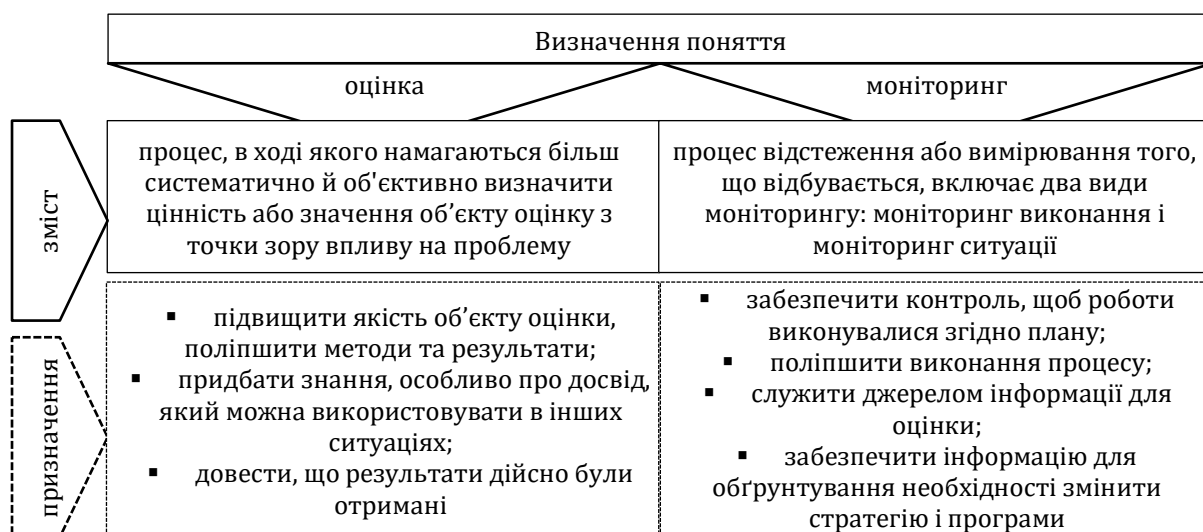 Визначення поняття
оцінка
моніторинг
зміст
процес, в ході якого намагаються більш
систематично й об'єктивно визначити
цінність або значення об’єкту оцінку з
точки зору впливу на проблему
процес відстеження або вимірювання того,
що відбувається, включає два види
моніторингу: моніторинг виконання і
моніторинг ситуації
призначення
▪ підвищити якість об’єкту оцінки,
поліпшити методи та результати;
▪ придбати знання, особливо про досвід,
який можна використовувати в інших
ситуаціях;
▪ довести, що результати дійсно були
отримані
▪ забезпечити контроль, щоб роботи
виконувалися згідно плану;
▪ поліпшити виконання процесу;
▪ служити джерелом інформації для
оцінки;
▪ забезпечити інформацію для
обґрунтування необхідності змінити
стратегію і програми